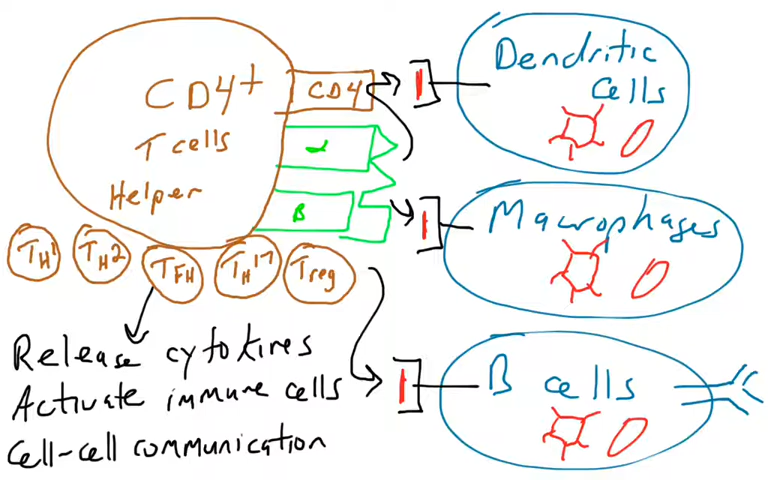 CD4+
T cells
Helper
CD4
α
B
TH1
TH2
TFH
TH17
Treg
Release cytokines
Activate immune cells
Cell-cell communication
Dendritic
cells
Macrophages
B cells